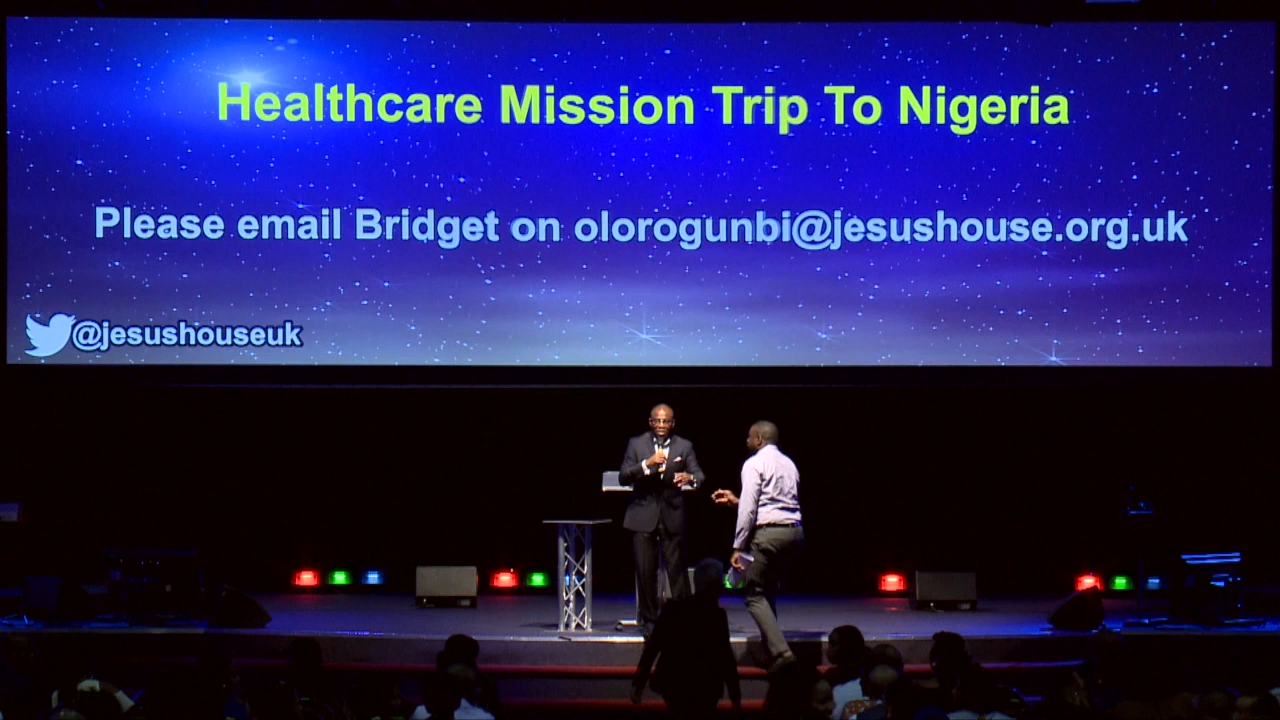 Healthcare Mission Trip To Nigeria
Please email Bridget on olorogunbi@jesushouse.org.uk
@jesushouseuk